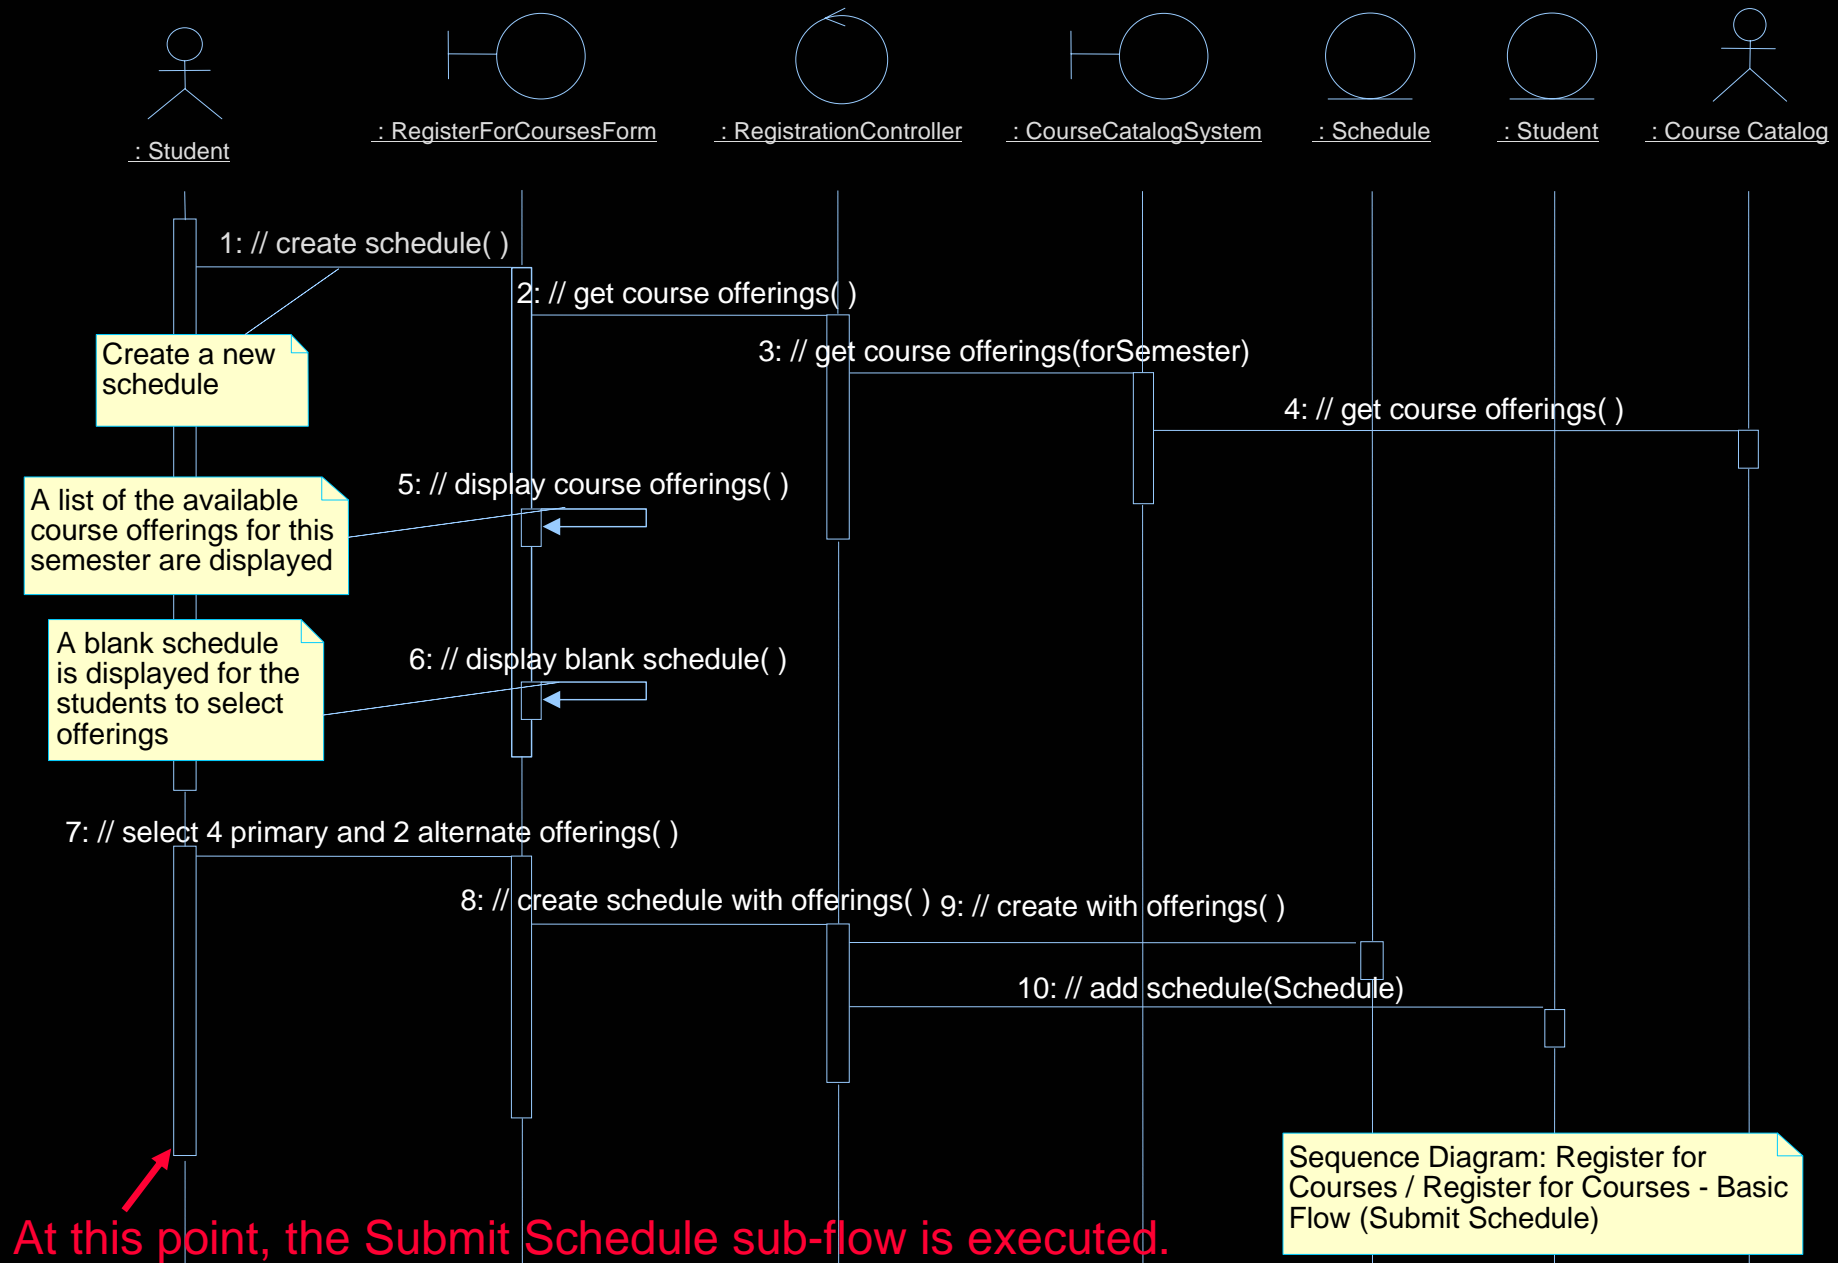 : Student
: RegisterForCoursesForm
: RegistrationController
: CourseCatalogSystem
: Schedule
: Student
: Course Catalog
1: // create schedule( )
2: // get course offerings( )
Create a new
schedule
3: // get course offerings(forSemester)
4: // get course offerings( )
5: // display course offerings( )
A list of the available
course offerings for this
semester are displayed
6: // display blank schedule( )
A blank schedule
is displayed for the
students to select
offerings
7: // select 4 primary and 2 alternate offerings( )
8: // create schedule with offerings( )
9: // create with offerings( )
10: // add schedule(Schedule)
Sequence Diagram: Register for
Courses / Register for Courses - Basic
Flow (Submit Schedule)
At this point, the Submit Schedule sub-flow is executed.